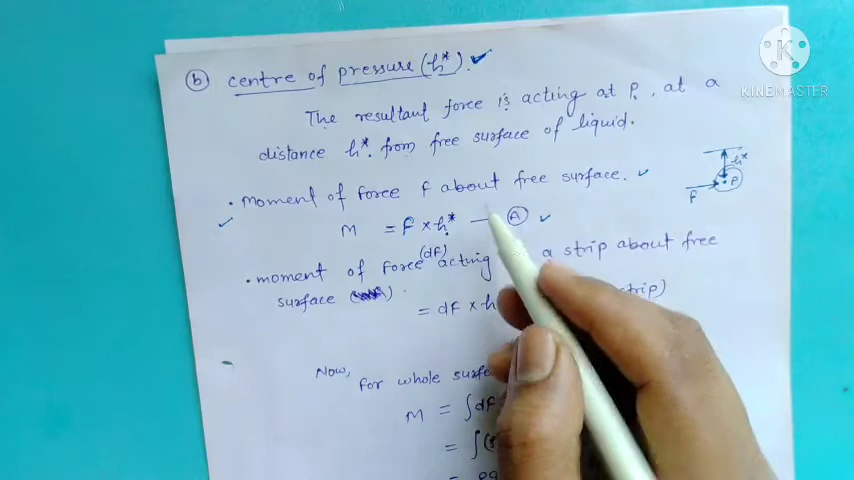 ⓑ centre of pressure (h*). ✓
The resultant force is acting at P, at a
distance h*. from free surface of liquid.
• Moment of Force F about free surface. ✓
M = F × h* — Ⓐ ✓
(dF)
• moment of force acting a strip about free
surface .
= dF × h strip)
Now,
for whole surf
M = ∫dF
= ∫(
=
h*
P
F
KINEMASTER